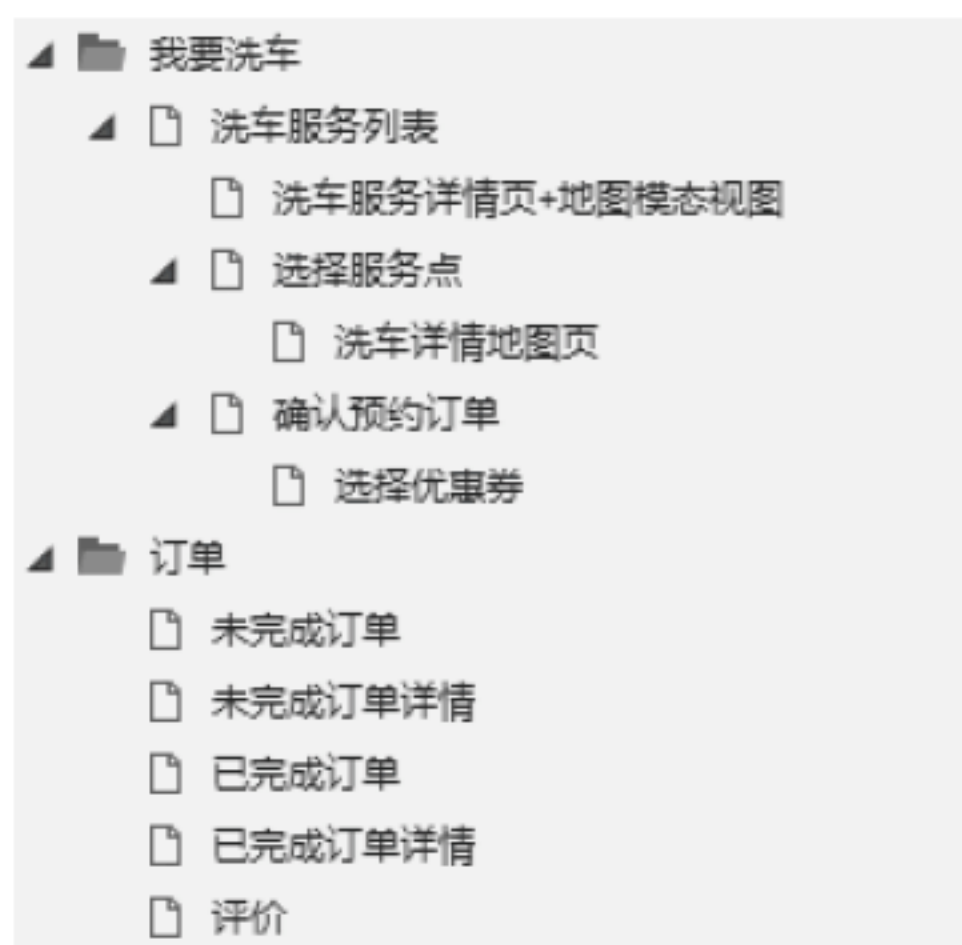 我要洗车
洗车服务列表
洗车服务详情页+地图模态视图
选择服务点
洗车详情地图页
确认预约订单
选择优惠券
订单
未完成订单
未完成订单详情
已完成订单
已完成订单详情
评价